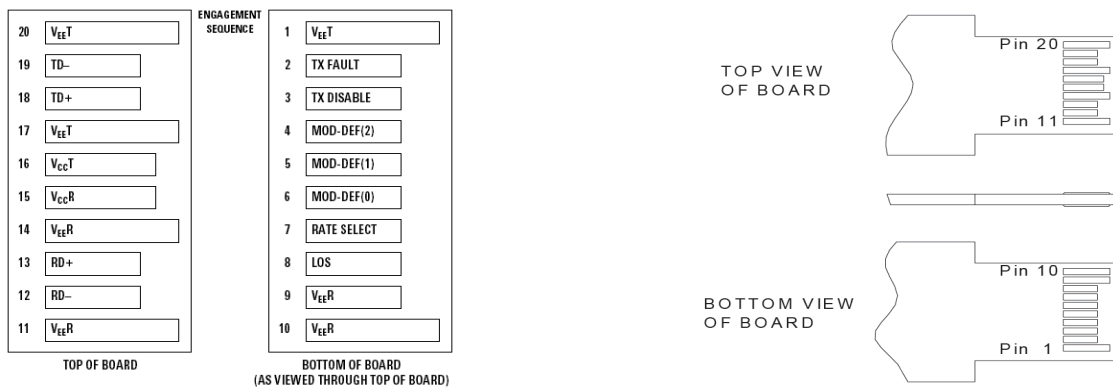 ENGAGEMENT
SEQUENCE
20 VEET
19 TD–
18 TD+
17 VEET
16 VCCT
15 VCCR
14 VEER
13 RD+
12 RD–
11 VEER
TOP OF BOARD
1 VEET
2 TX FAULT
3 TX DISABLE
4 MOD-DEF(2)
5 MOD-DEF(1)
6 MOD-DEF(0)
7 RATE SELECT
8 LOS
9 VEER
10 VEER
BOTTOM OF BOARD
(AS VIEWED THROUGH TOP OF BOARD)
TOP VIEW
OF BOARD
Pin 20
Pin 11
BOTTOM VIEW
OF BOARD
Pin 10
Pin 1